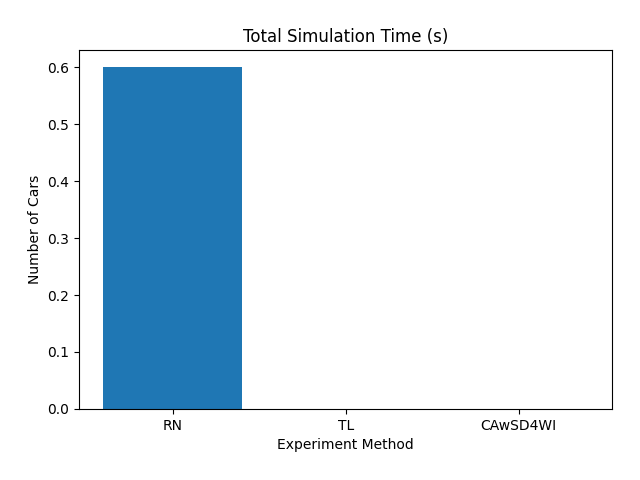 Total Simulation Time (s)
Number of Cars
0.6
0.5
0.4
0.3
0.2
0.1
0.0
RN TL CAwSD4WI
Experiment Method